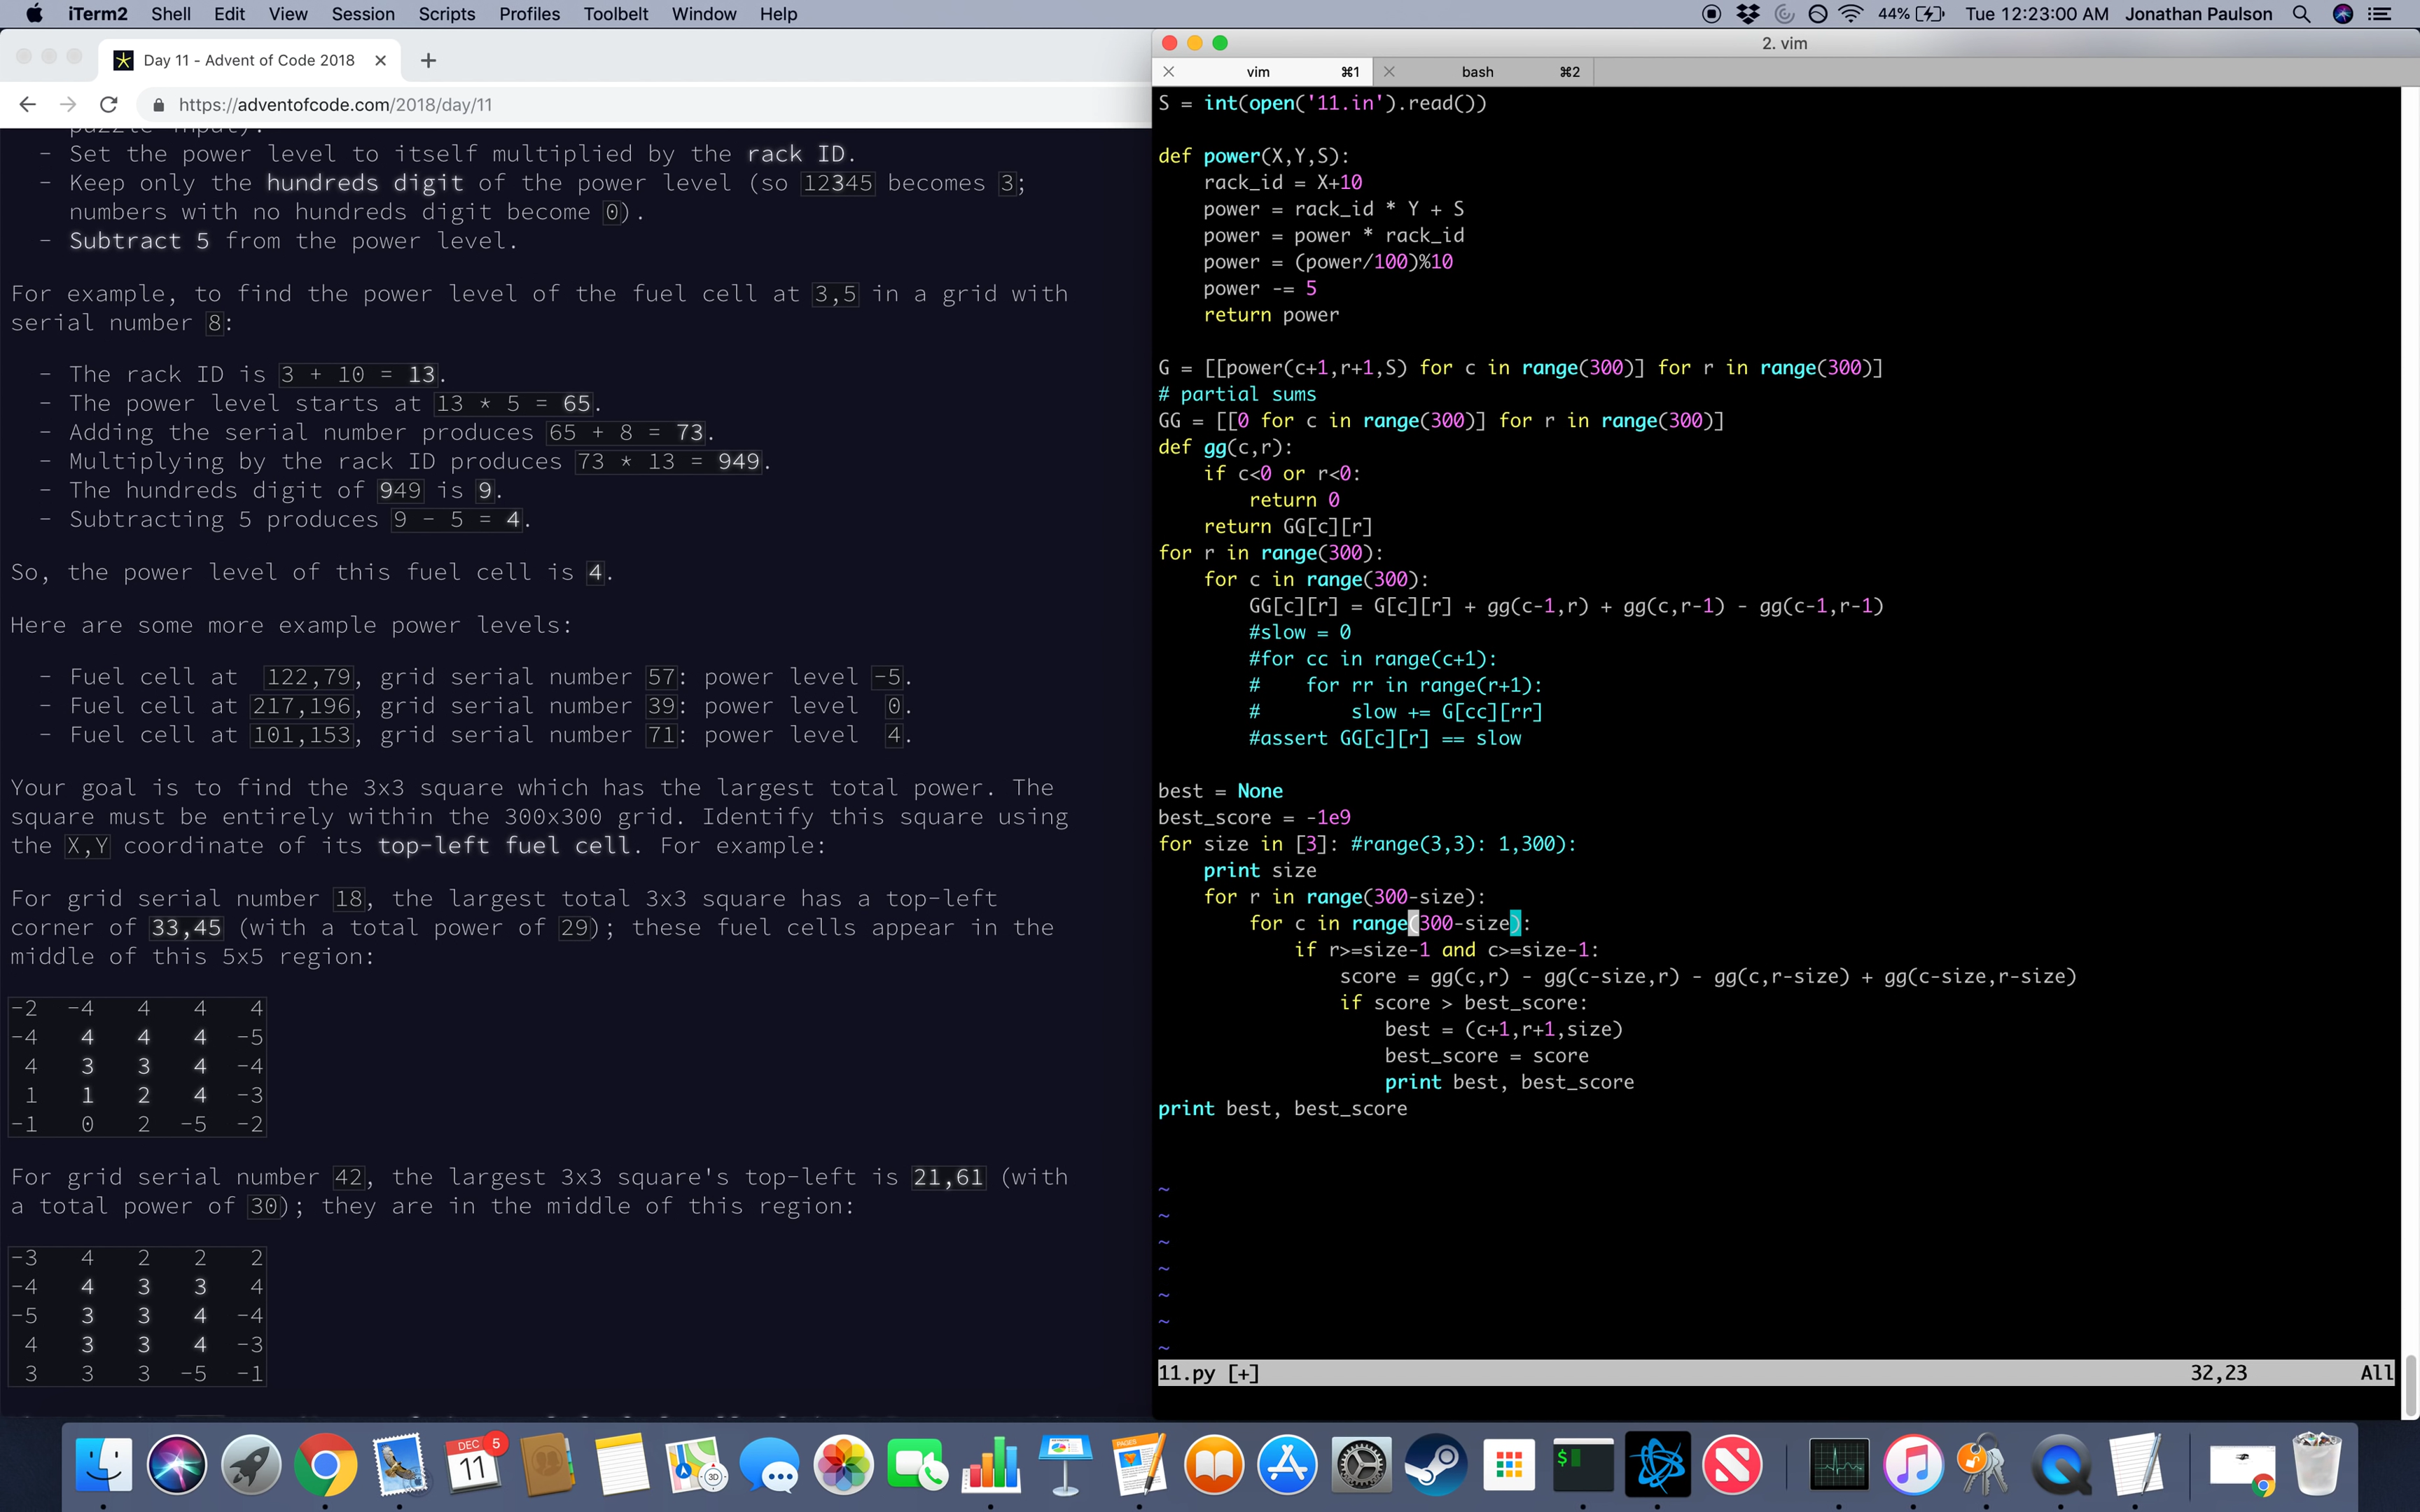 iTerm2 Shell Edit View Session Scripts Profiles Toolbelt Window Help 44% Tue 12:23:00 AM Jonathan Paulson
Day 11 - Advent of Code 2018
https://adventofcode.com/2018/day/11
puzzle input).
- Set the power level to itself multiplied by the rack ID.
- Keep only the hundreds digit of the power level (so 12345 becomes 3;
numbers with no hundreds digit become 0).
- Subtract 5 from the power level.
For example, to find the power level of the fuel cell at 3,5 in a grid with
serial number 8:
- The rack ID is 3 + 10 = 13.
- The power level starts at 13 * 5 = 65.
- Adding the serial number produces 65 + 8 = 73.
- Multiplying by the rack ID produces 73 * 13 = 949.
- The hundreds digit of 949 is 9.
- Subtracting 5 produces 9 - 5 = 4.
So, the power level of this fuel cell is 4.
Here are some more example power levels:
- Fuel cell at 122,79, grid serial number 57: power level -5.
- Fuel cell at 217,196, grid serial number 39: power level 0.
- Fuel cell at 101,153, grid serial number 71: power level 4.
Your goal is to find the 3x3 square which has the largest total power. The
square must be entirely within the 300x300 grid. Identify this square using
the X,Y coordinate of its top-left fuel cell. For example:
For grid serial number 18, the largest total 3x3 square has a top-left
corner of 33,45 (with a total power of 29); these fuel cells appear in the
middle of this 5x5 region:
-2 -4 4 4 4
-4 4 4 4 -5
4 3 3 4 -4
1 1 2 4 -3
-1 0 2 -5 -2
For grid serial number 42, the largest 3x3 square's top-left is 21,61 (with
a total power of 30); they are in the middle of this region:
-3 4 2 2 2
-4 4 3 3 4
-5 3 3 4 -4
4 3 3 4 -3
3 3 3 -5 -1
2. vim
vim ⌘1 bash ⌘2
S = int(open('11.in').read())
def power(X,Y,S):
    rack_id = X+10
    power = rack_id * Y + S
    power = power * rack_id
    power = (power/100)%10
    power -= 5
    return power
G = [[power(c+1,r+1,S) for c in range(300)] for r in range(300)]
# partial sums
GG = [[0 for c in range(300)] for r in range(300)]
def gg(c,r):
    if c<0 or r<0:
        return 0
    return GG[c][r]
for r in range(300):
    for c in range(300):
        GG[c][r] = G[c][r] + gg(c-1,r) + gg(c,r-1) - gg(c-1,r-1)
        #slow = 0
        #for cc in range(c+1):
        #    for rr in range(r+1):
        #        slow += G[cc][rr]
        #assert GG[c][r] == slow
best = None
best_score = -1e9
for size in [3]: #range(3,3): 1,300):
    print size
    for r in range(300-size):
        for c in range(300-size):
            if r>=size-1 and c>=size-1:
                score = gg(c,r) - gg(c-size,r) - gg(c,r-size) + gg(c-size,r-size)
                if score > best_score:
                    best = (c+1,r+1,size)
                    best_score = score
                    print best, best_score
print best, best_score
~
~
~
~
~
~
~
11.py [+] 32,23 All
DEC 5
11
3D
PAGES
$